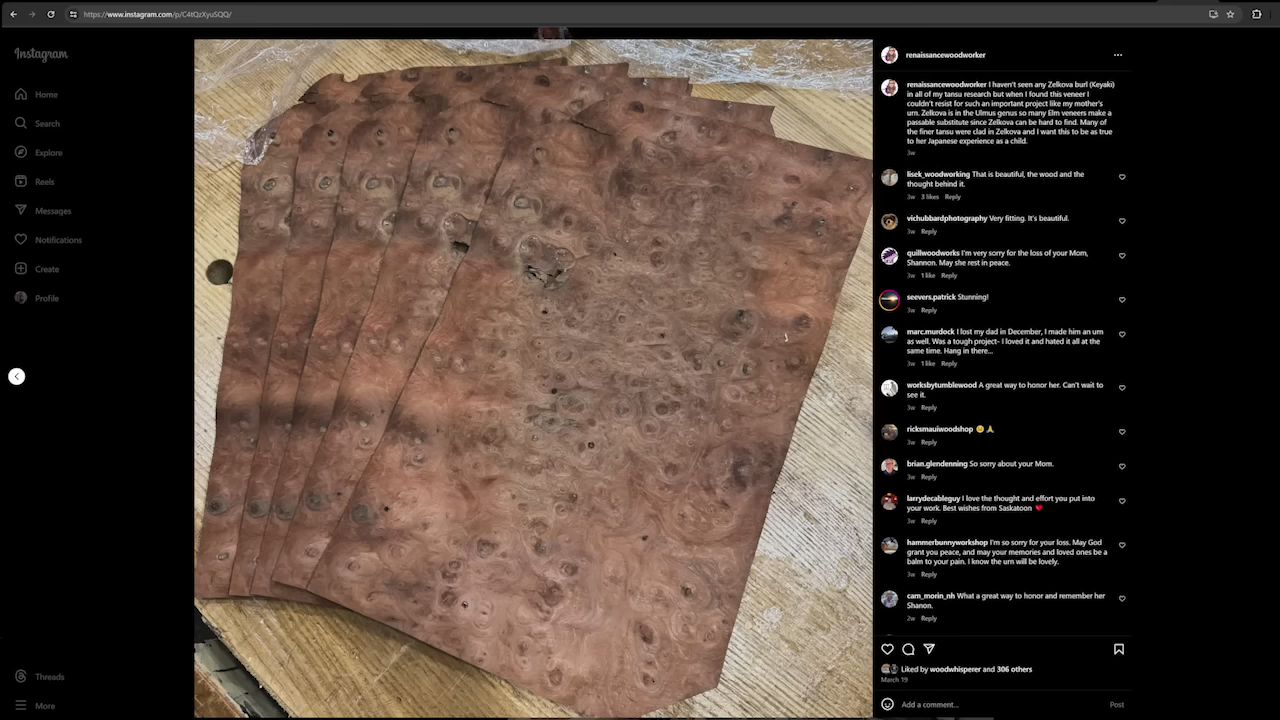 https://www.instagram.com/p/C4tQzXyuSQQ/
Instagram
Home
Search
Explore
Reels
Messages
Notifications
Create
Profile
Threads
More
renaissancewoodworker
renaissancewoodworker I haven't seen any Zelkova burl (Keyaki)
in all of my tansu research but when I found this veneer I
couldn't resist for such an important project like my mother's
urn. Zelkova is in the Ulmus genus so many Elm veneers make a
passable substitute since Zelkova can be hard to find. Many of
the finer tansu were clad in Zelkova and I want this to be as true
to her Japanese experience as a child.
3w
lisek_woodworking That is beautiful, the wood and the
thought behind it.
3w 3 likes Reply
vichubbardphotography Very fitting. It's beautiful.
3w Reply
quillwoodworks I'm very sorry for the loss of your Mom,
Shannon. May she rest in peace.
3w 1 like Reply
seevers.patrick Stunning!
3w Reply
marc.murdock I lost my dad in December, I made him an urn
as well. Was a tough project- I loved it and hated it all at the
same time. Hang in there...
3w 1 like Reply
worksbytumblewood A great way to honor her. Can't wait to
see it.
3w Reply
ricksmauiwoodshop 😢🙏
3w Reply
brian.glendenning So sorry about your Mom.
3w Reply
larrydecableguy I love the thought and effort you put into
your work. Best wishes from Saskatoon ❤️
3w Reply
hammerbunnyworkshop I'm so sorry for your loss. May God
grant you peace, and may your memories and loved ones be a
balm to your pain. I know the urn will be lovely.
3w Reply
cam_morin_nh What a great way to honor and remember her
Shanon.
2w Reply
Liked by woodwhisperer and 306 others
March 19
Add a comment...
Post